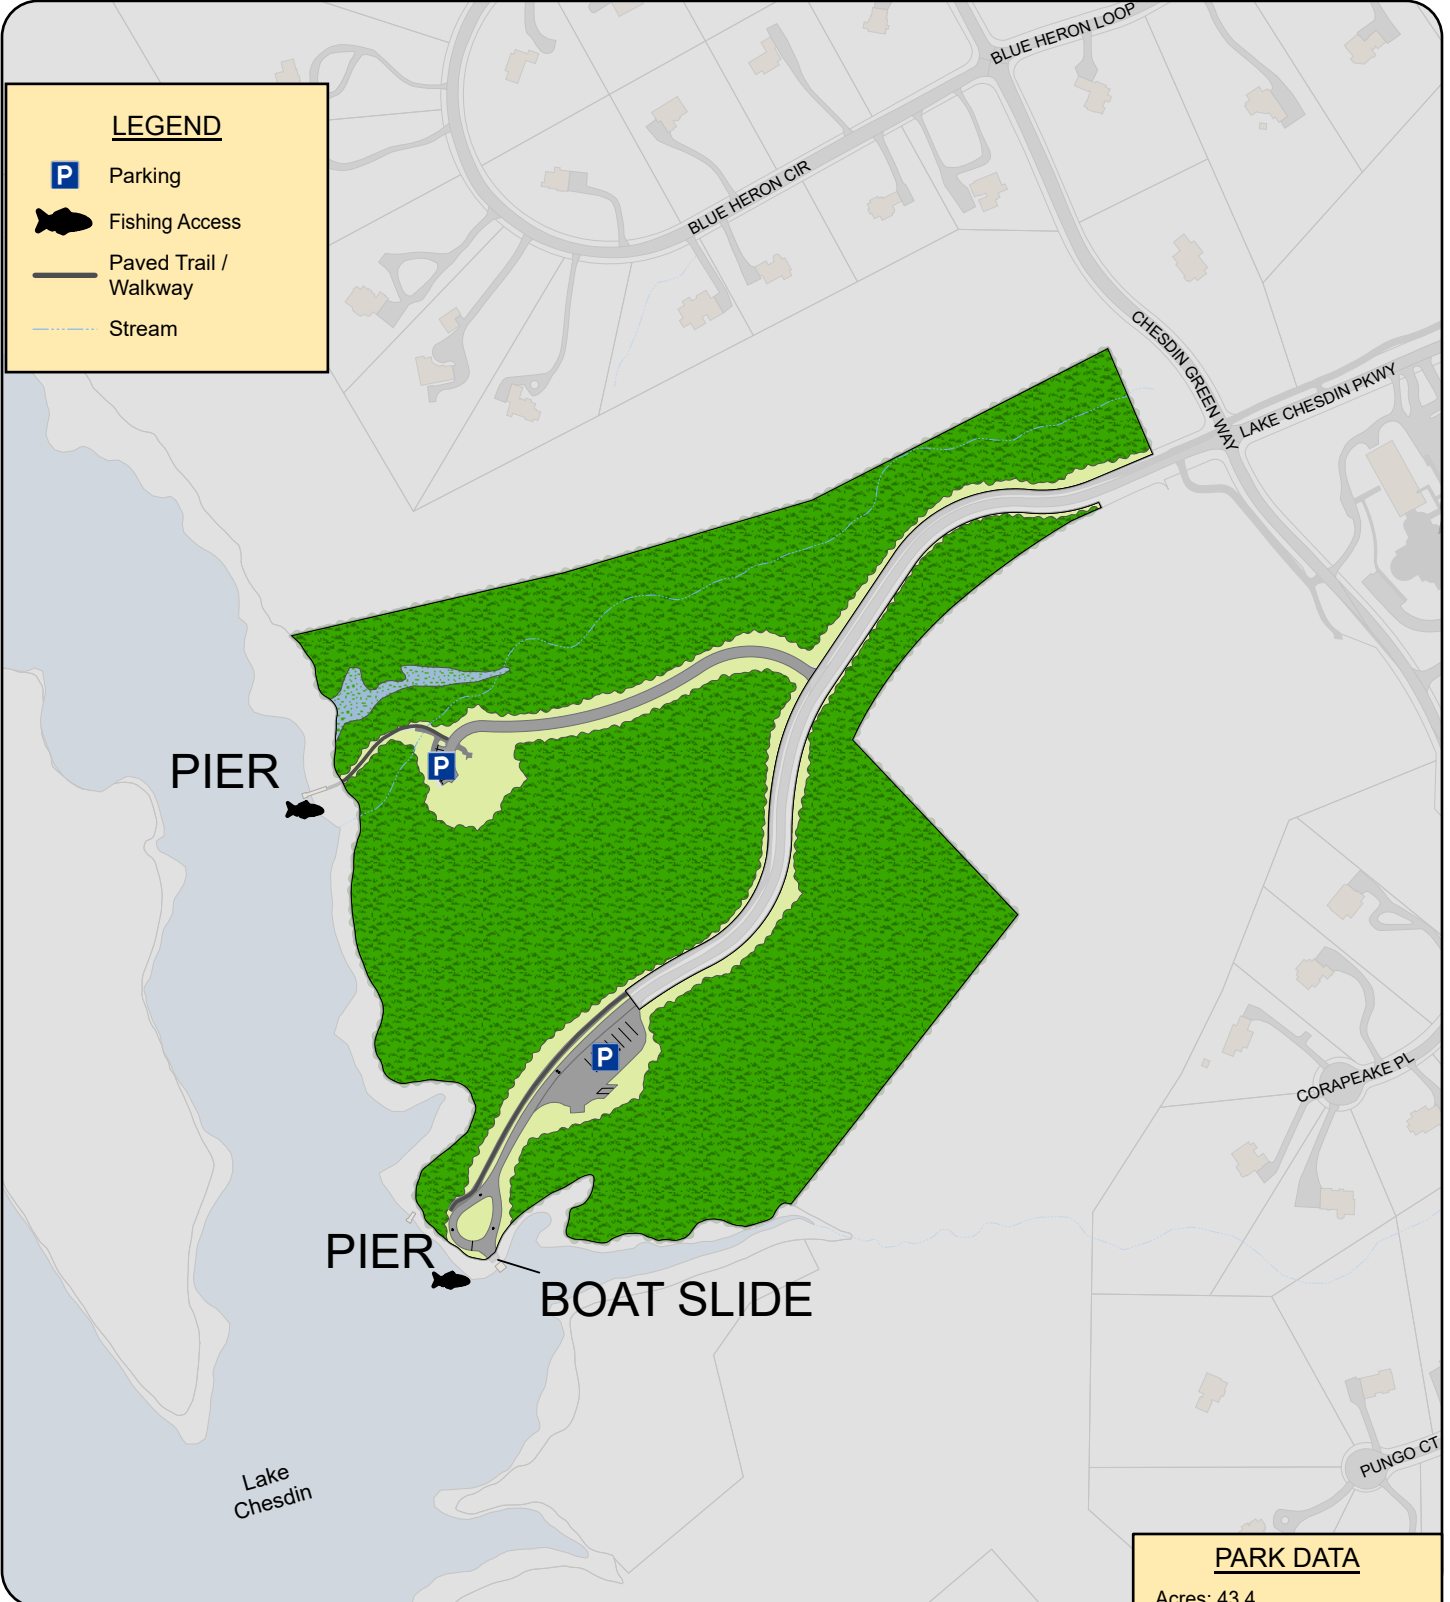 BLUE HERON LOOP
LEGEND
P Parking
Fishing Access
Paved Trail /
Walkway
Stream
BLUE HERON CIR
CHESDIN GREEN WAY
LAKE CHESDIN PKWY
PIER
P
P
CORAPEAKE PL
PIER
BOAT SLIDE
Lake
Chesdin
PUNGO CT
PARK DATA
Acres: 43.4